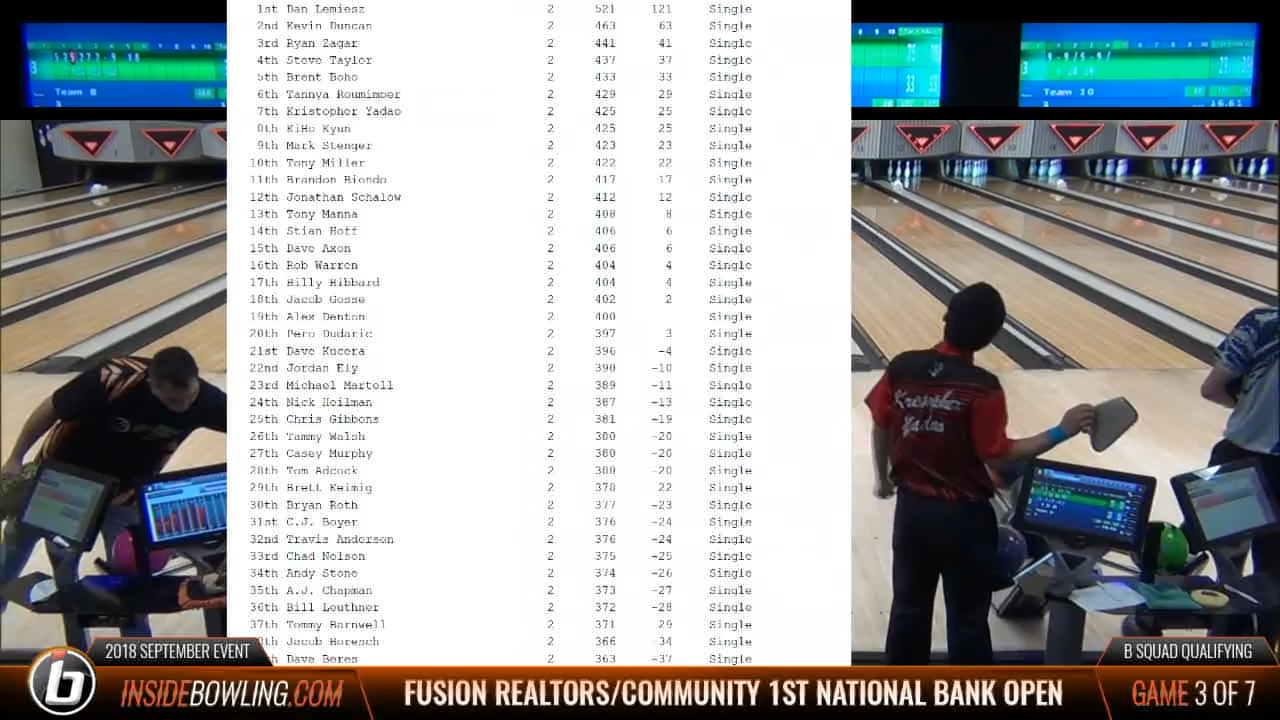 1st Dan Lemiesz 2 521 121 Single
2nd Kevin Duncan 2 463 63 Single
3rd Ryan Zagar 2 441 41 Single
4th Steve Taylor 2 437 37 Single
5th Brent Boho 2 433 33 Single
6th Tannya Roumimper 2 429 29 Single
7th Kristopher Yadao 2 425 25 Single
8th KiHo Kyun 2 425 25 Single
9th Mark Stenger 2 423 23 Single
10th Tony Miller 2 422 22 Single
11th Brandon Biondo 2 417 17 Single
12th Jonathan Schalow 2 412 12 Single
13th Tony Manna 2 408 8 Single
14th Stian Hoff 2 406 6 Single
15th Dave Axon 2 406 6 Single
16th Rob Warren 2 404 4 Single
17th Billy Hibbard 2 404 4 Single
18th Jacob Gosse 2 402 2 Single
19th Alex Denton 2 400 Single
20th Pero Dudaric 2 397 3 Single
21st Dave Kucera 2 396 -4 Single
22nd Jordan Ely 2 390 -10 Single
23rd Michael Martell 2 389 -11 Single
24th Nick Heilman 2 387 -13 Single
25th Chris Gibbons 2 381 -19 Single
26th Tammy Walsh 2 380 -20 Single
27th Casey Murphy 2 380 -20 Single
28th Tom Adcock 2 380 -20 Single
29th Brett Keimig 2 378 22 Single
30th Bryan Roth 2 377 -23 Single
31st C.J. Boyer 2 376 -24 Single
32nd Travis Anderson 2 376 -24 Single
33rd Chad Nelson 2 375 -25 Single
34th Andy Stone 2 374 -26 Single
35th A.J. Chapman 2 373 -27 Single
36th Bill Leuthner 2 372 -28 Single
37th Tommy Barnwell 2 371 29 Single
Jacob Boresch 2 366 -34 Single
Dave Beres 2 363 -37 Single
Team 8
Team 10
16.61
Kristopher
Yadao
2018 SEPTEMBER EVENT
B SQUAD QUALIFYING
b INSIDEBOWLING.COM
FUSION REALTORS/COMMUNITY 1ST NATIONAL BANK OPEN
GAME 3 OF 7